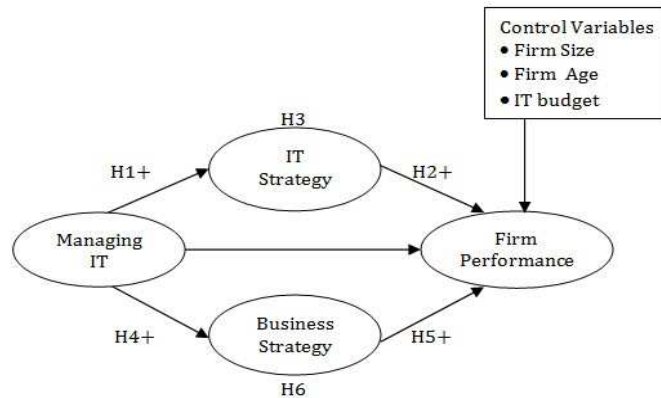 Control Variables
● Firm Size
● Firm Age
● IT budget
H3
IT
Strategy
H1+
H2+
Managing
IT
Firm
Performance
Business
Strategy
H4+
H5+
H6